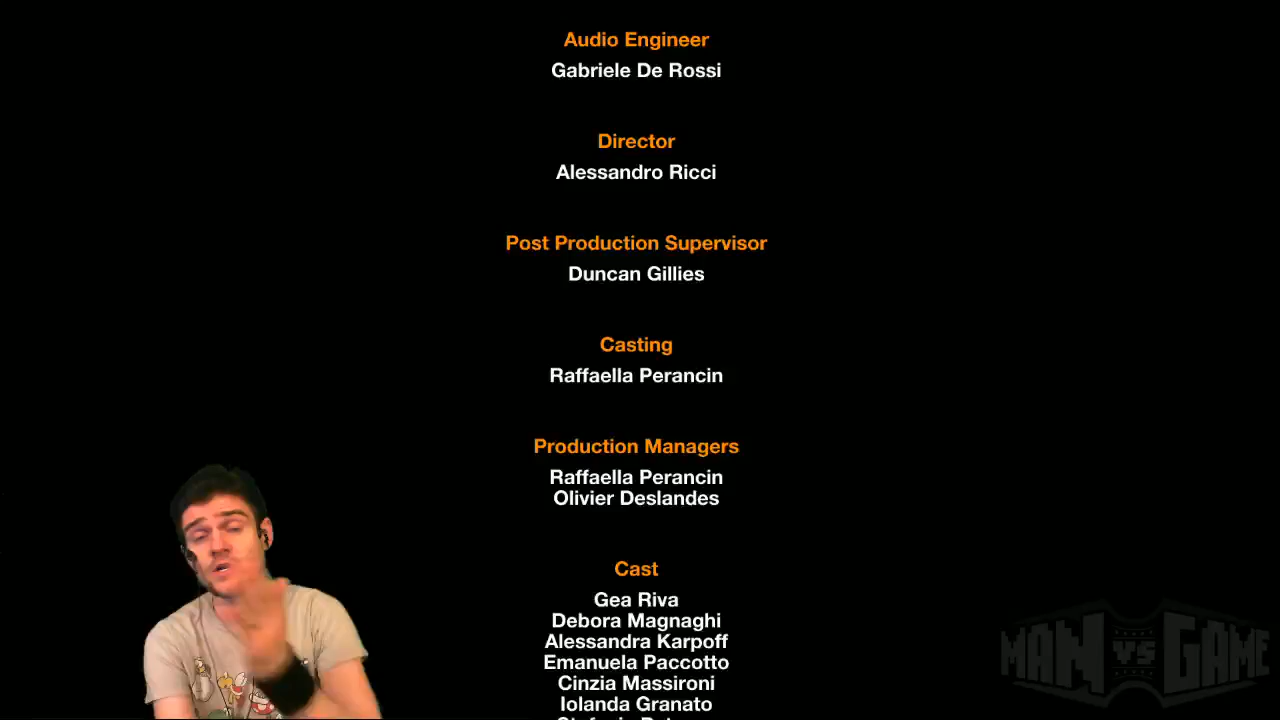 Audio Engineer
Gabriele De Rossi
Director
Alessandro Ricci
Post Production Supervisor
Duncan Gillies
Casting
Raffaella Perancin
Production Managers
Raffaella Perancin
Olivier Deslandes
Cast
Gea Riva
Debora Magnaghi
Alessandra Karpoff
Emanuela Paccotto
Cinzia Massironi
Iolanda Granato
MAN VS GAME